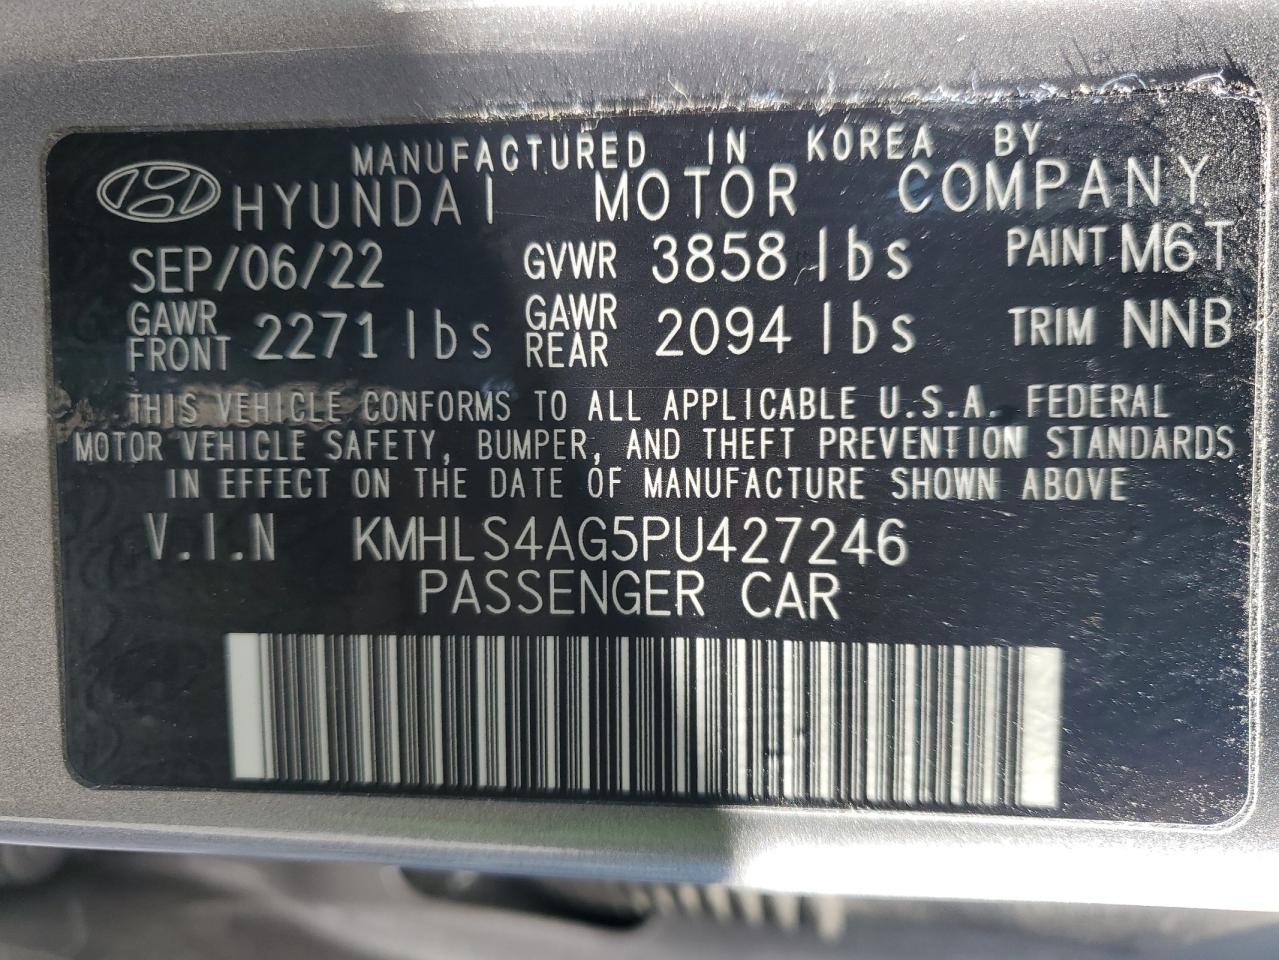 MANUFACTURED IN KOREA BY
HYUNDAI MOTOR COMPANY
SEP/06/22 GVWR 3858 lbs PAINT M6T
GAWR FRONT 2271 lbs GAWR REAR 2094 lbs TRIM NNB
THIS VEHICLE CONFORMS TO ALL APPLICABLE U.S.A. FEDERAL
MOTOR VEHICLE SAFETY, BUMPER, AND THEFT PREVENTION STANDARDS
IN EFFECT ON THE DATE OF MANUFACTURE SHOWN ABOVE
V.I.N KMHLS4AG5PU427246
PASSENGER CAR